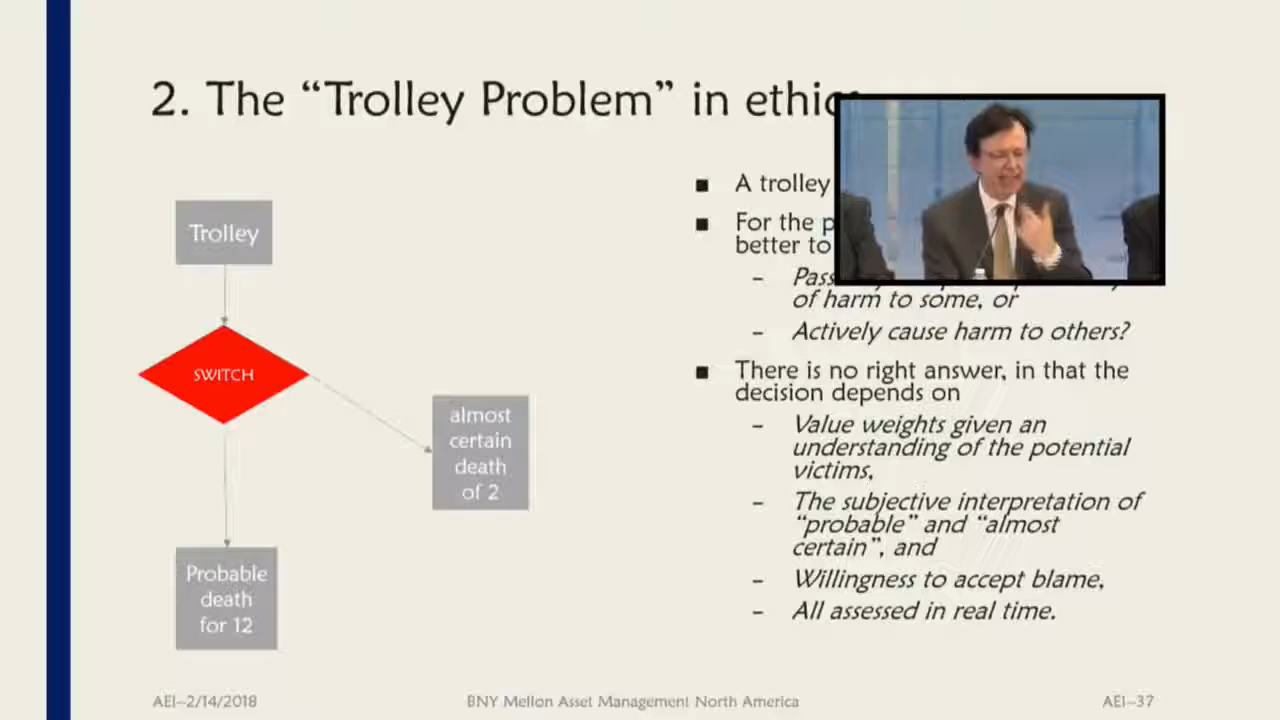 2. The “Trolley Problem” in ethics
Trolley
SWITCH
almost
certain
death
of 2
Probable
death
for 12
■ A trolley
■ For the
better to
–
of harm to some, or
– Actively cause harm to others?
■ There is no right answer, in that the
decision depends on
– Value weights given an
understanding of the potential
victims,
– The subjective interpretation of
“probable” and “almost
certain”, and
– Willingness to accept blame,
– All assessed in real time.
AEI–2/14/2018
BNY Mellon Asset Management North America
AEI–37